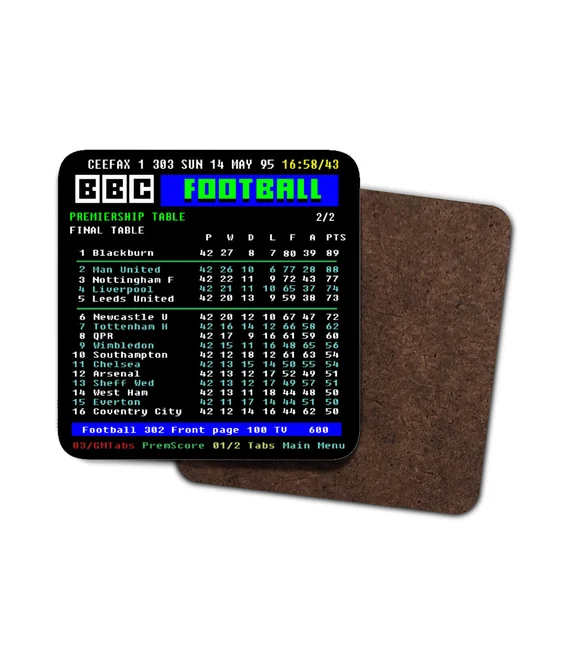 CEEFAX 1 303 SUN 14 MAY 95 16:58/43
BBC FOOTBALL
PREMIERSHIP TABLE 2/2
FINAL TABLE
P W D L F A PTS
1 Blackburn 42 27 8 7 80 39 89
2 Man United 42 26 10 6 77 28 88
3 Nottingham F 42 22 11 9 72 43 77
4 Liverpool 42 21 11 10 65 37 74
5 Leeds United 42 20 13 9 59 38 73
6 Newcastle U 42 20 12 10 67 47 72
7 Tottenham H 42 16 14 12 66 58 62
8 QPR 42 17 9 16 61 59 60
9 Wimbledon 42 15 11 16 48 65 56
10 Southampton 42 12 18 12 61 63 54
11 Chelsea 42 13 15 14 50 55 54
12 Arsenal 42 13 12 17 52 49 51
13 Sheff Wed 42 13 12 17 49 57 51
14 West Ham 42 13 11 18 44 48 50
15 Everton 42 11 17 14 44 51 50
16 Coventry City 42 12 14 16 44 62 50
Football 302 Front page 100 TV 600
03/GMTabs PremScore 01/2 Tabs Main Menu